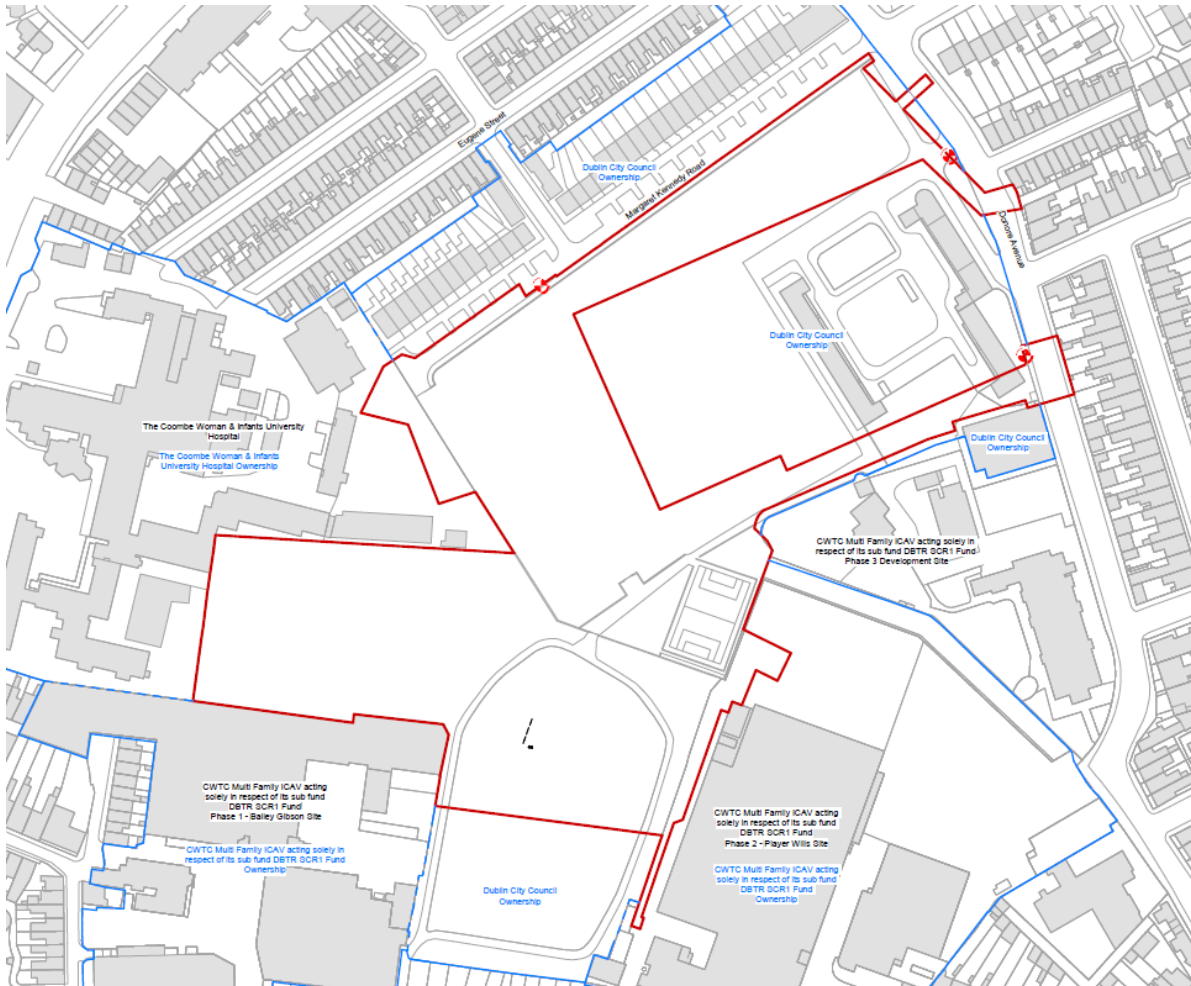 Eugene Street
Dublin City Council
Ownership
Margaret Kennedy Road
Donore Avenue
Dublin City Council
Ownership
The Coombe Woman & Infants University
Hospital
The Coombe Woman & Infants
University Hospital Ownership
Dublin City Council
Ownership
CWTC Multi Family ICAV acting solely in
respect of its sub fund DBTR SCR1 Fund
Phase 3 Development Site
CWTC Multi Family ICAV acting
solely in respect of its sub fund
DBTR SCR1 Fund
Phase 1 - Bailey Gibson Site
CWTC Multi Family ICAV acting solely in
respect of its sub fund DBTR SCR1 Fund
Ownership
CWTC Multi Family ICAV acting
solely in respect of its sub fund
DBTR SCR1 Fund
Phase 2 - Player Wills Site
CWTC Multi Family ICAV acting
solely in respect of its sub fund
DBTR SCR1 Fund
Ownership
Dublin City Council
Ownership